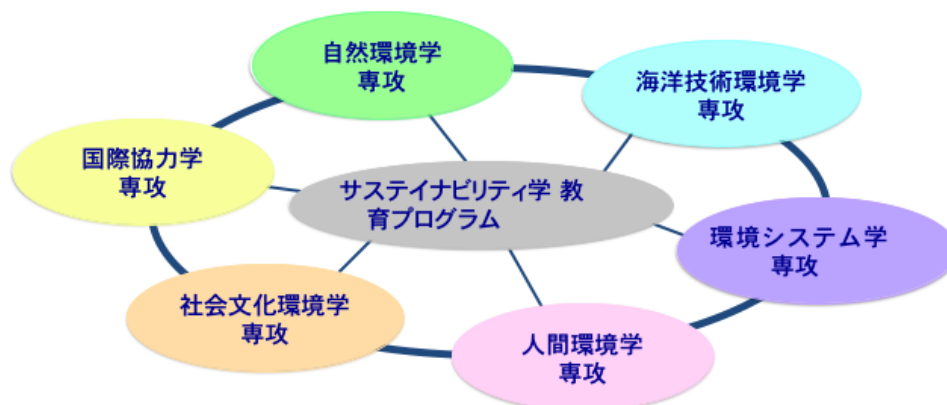 自然環境学
専攻
海洋技術環境学
専攻
国際協力学
専攻
サステイナビリティ学 教
育プログラム
環境システム学
専攻
社会文化環境学
専攻
人間環境学
専攻